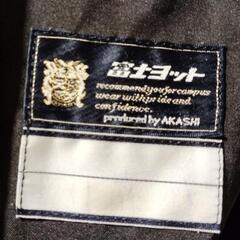 富士ヨット
recommend you for campus
wear with pride and
confidence.
produced by AKASHI